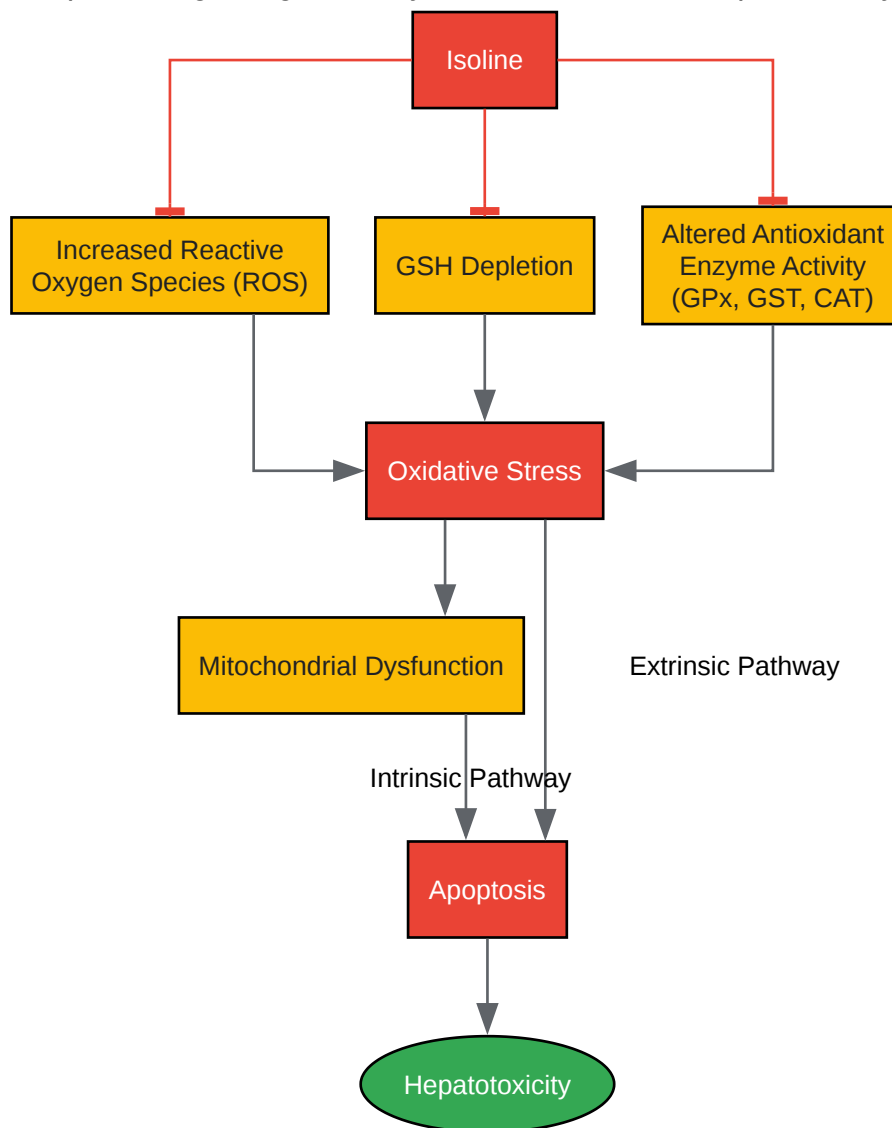 Isoline
Increased Reactive
Oxygen Species (ROS)
GSH Depletion
Altered Antioxidant
Enzyme Activity
(GPx, GST, CAT)
Oxidative Stress
Mitochondrial Dysfunction
Extrinsic Pathway
Intrinsic Pathway
Apoptosis
Hepatotoxicity